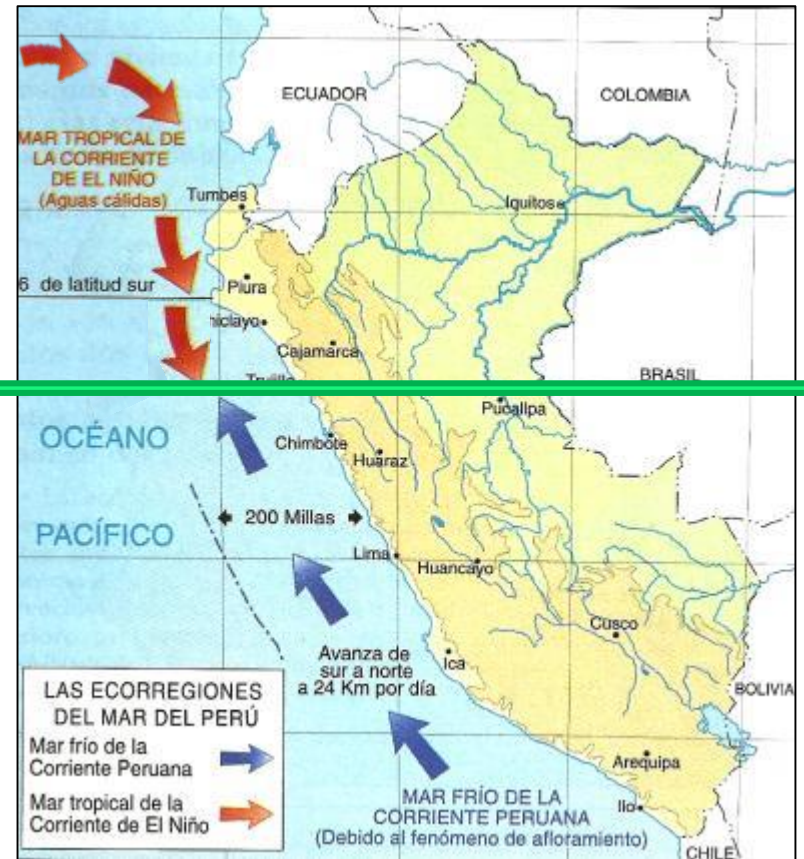 ECUADOR
COLOMBIA
MAR TROPICAL DE
LA CORRIENTE
DE EL NIÑO
(Aguas cálidas)
Tumbes
Iquitos
6 de latitud sur
Piura
hiclayo
Cajamarca
BRASIL
Trujillo
Pucallpa
OCÉANO
PACÍFICO
Chimbote
Huaraz
200 Millas
Lima
Huancayo
Cusco
Avanza de
sur a norte
a 24 Km por día
Ica
BOLIVIA
LAS ECORREGIONES
DEL MAR DEL PERÚ
Mar frío de la
Corriente Peruana
Mar tropical de la
Corriente de El Niño
Arequipa
Ilo
MAR FRÍO DE LA
CORRIENTE PERUANA
(Debido al fenómeno de afloramiento)
CHILE